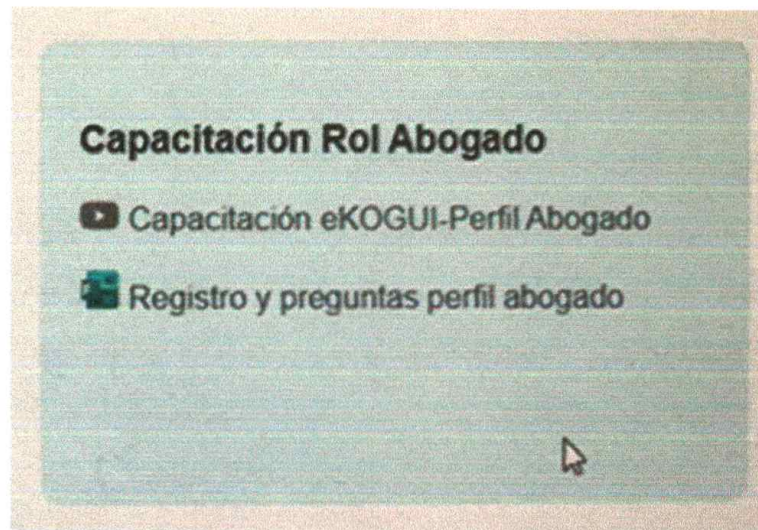 Capacitación Rol Abogado
Capacitación eKOGUI-Perfil Abogado
Registro y preguntas perfil abogado